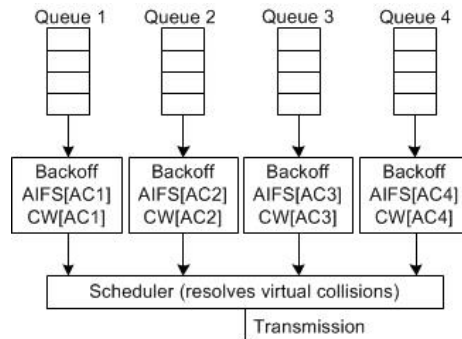 Queue 1 Queue 2 Queue 3 Queue 4
Backoff Backoff Backoff Backoff
AIFS[AC1] AIFS[AC2] AIFS[AC3] AIFS[AC4]
CW[AC1] CW[AC2] CW[AC3] CW[AC4]
Scheduler (resolves virtual collisions)
Transmission